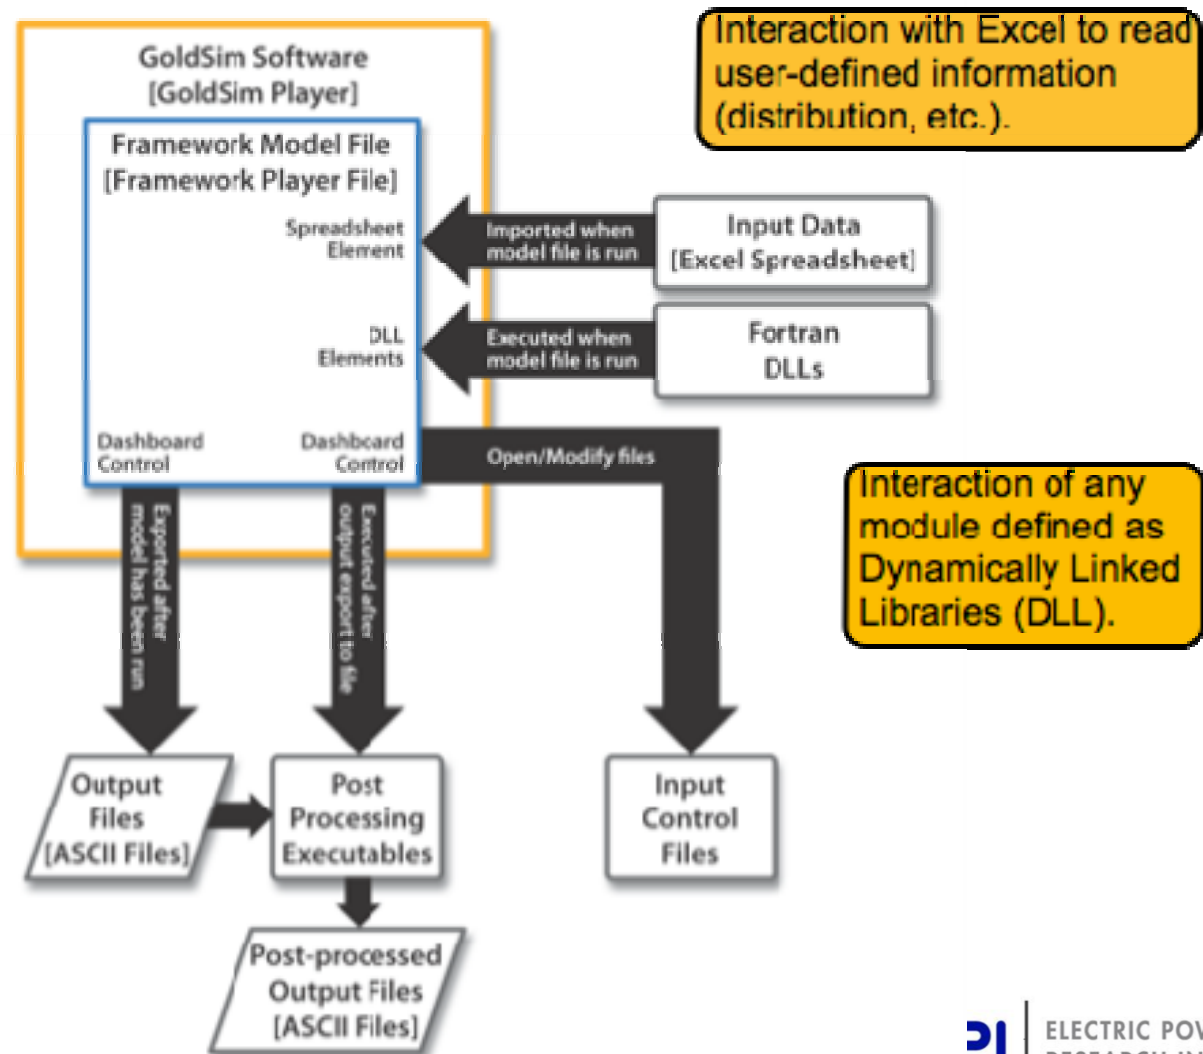 GoldSim Software
[GoldSim Player]
Interaction with Excel to read
user-defined information
(distribution, etc.).
Framework Model File
[Framework Player File]
Spreadsheet
Element
Imported when
model file is run
Input Data
[Excel Spreadsheet]
DLL
Elements
Executed when
model file is run
Fortran
DLLs
Dashboard
Control
Dashboard
Control
Open/Modify files
Interaction of any
module defined as
Dynamically Linked
Libraries (DLL).
Exported after
model has been run
Executed after
output export to file
Output
Files
[ASCII Files]
Post
Processing
Executables
Input
Control
Files
Post-processed
Output Files
[ASCII Files]
ELECTRIC